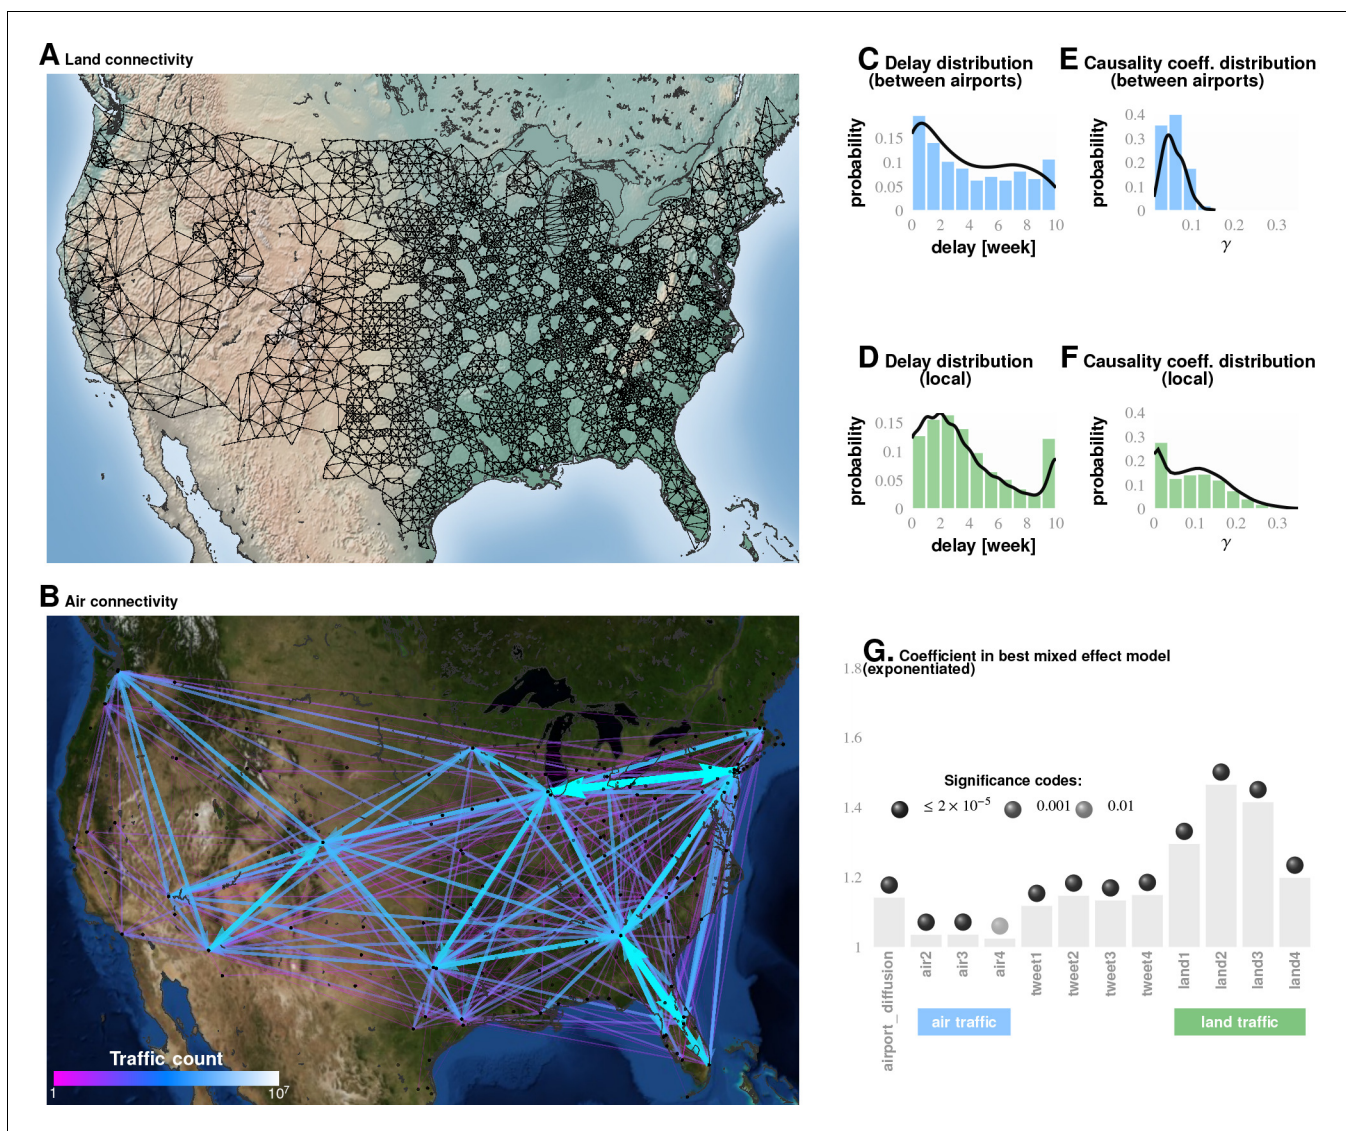 A Land connectivity
B Air connectivity
Traffic count
1
10⁷
C Delay distribution
(between airports)
probability
0.15
0.1
0.05
0
0 2 4 6 8 10
delay [week]
E Causality coeff. distribution
(between airports)
probability
0.4
0.3
0.2
0.1
0
0.1 0.2 0.3
γ
D Delay distribution
(local)
probability
0.15
0.1
0.05
0
0 2 4 6 8 10
delay [week]
F Causality coeff. distribution
(local)
probability
0.4
0.3
0.2
0.1
0
0 0.1 0.2 0.3
γ
G. Coefficient in best mixed effect model
(exponentiated)
1.8
1.6
1.4
1.2
1
Significance codes:
≤ 2 × 10⁻⁵ 0.001 0.01
airport_diffusion
air2
air3
air4
tweet1
tweet2
tweet3
tweet4
land1
land2
land3
land4
air traffic
land traffic